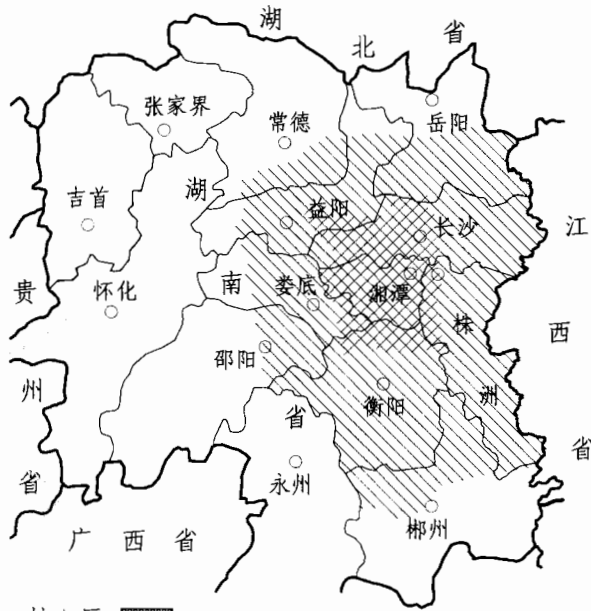 湖北省
张家界
常德
岳阳
吉首
湖南省
益阳
长沙
江西省
贵州省
怀化
娄底
湘潭
株洲
邵阳
衡阳
永州
郴州
广西省